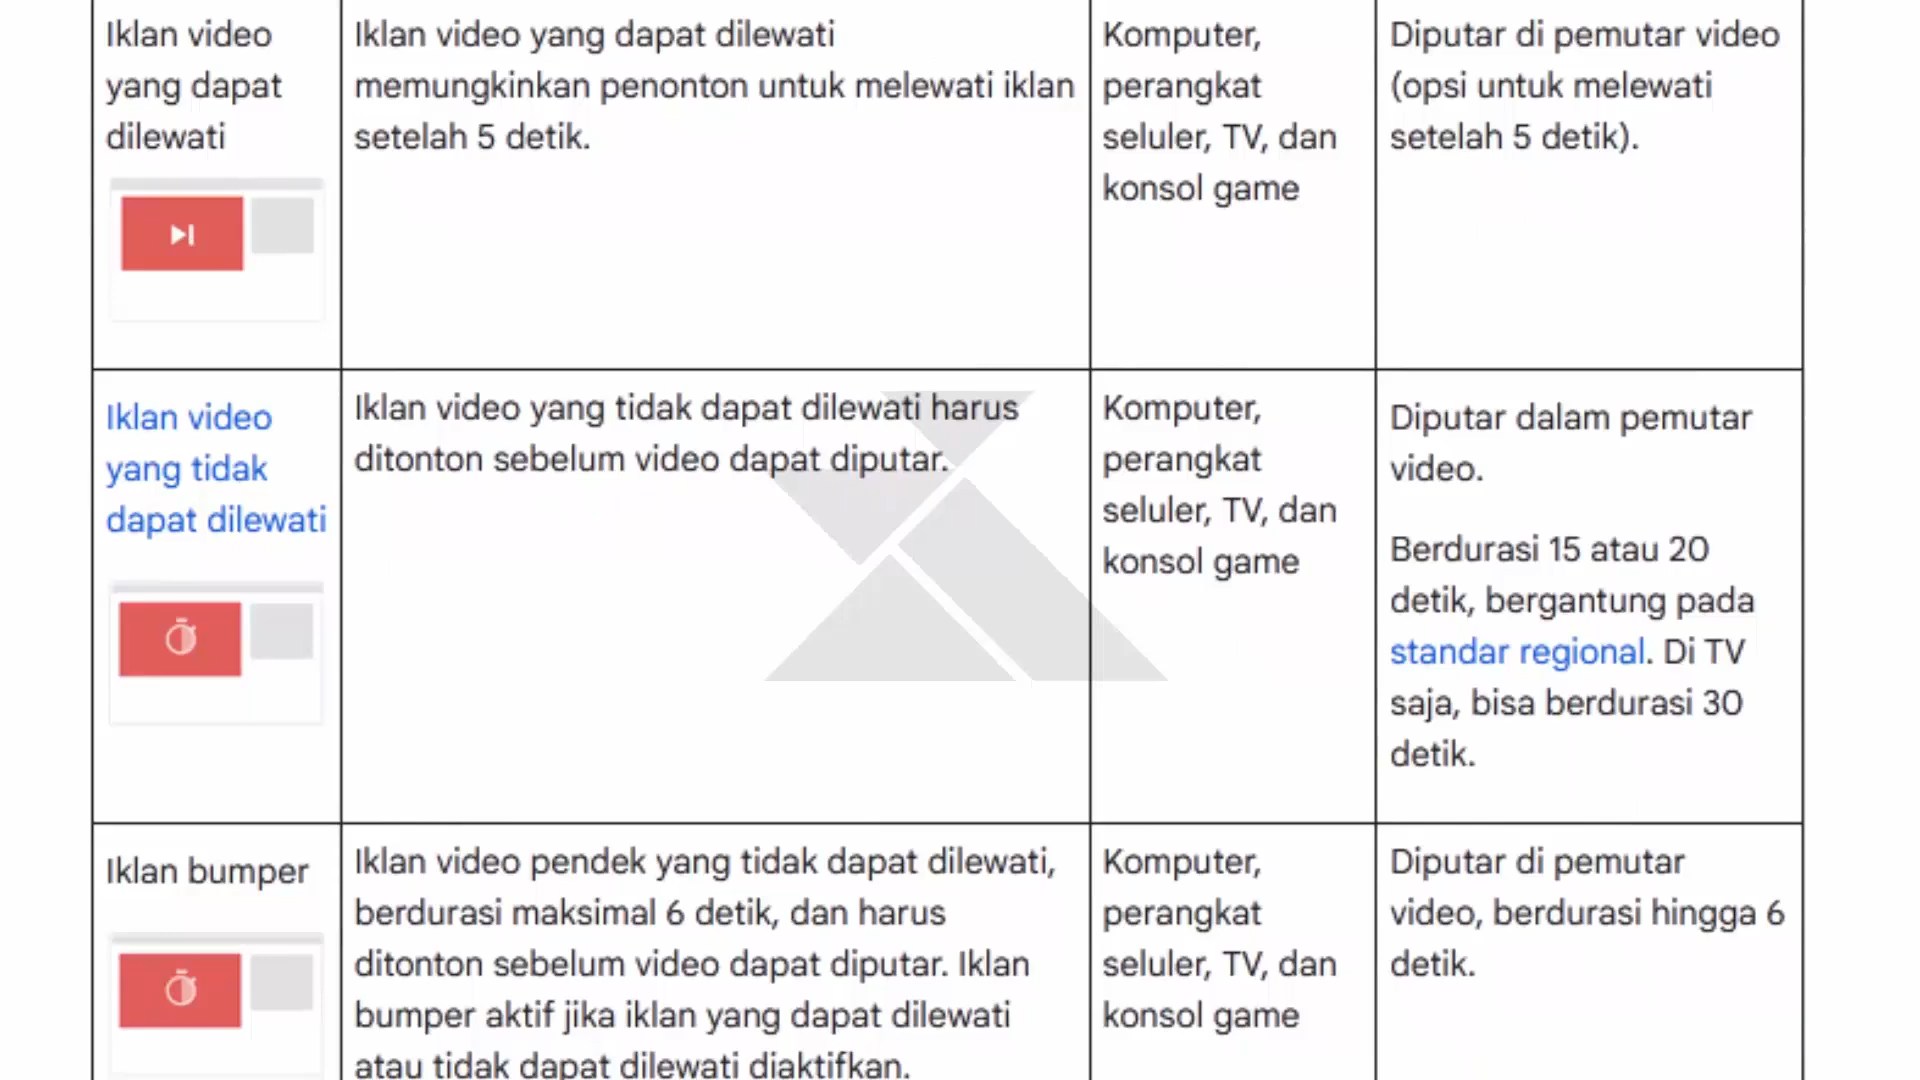 Iklan video
yang dapat
dilewati
Iklan video yang dapat dilewati
memungkinkan penonton untuk melewati iklan
setelah 5 detik.
Komputer,
perangkat
seluler, TV, dan
konsol game
Diputar di pemutar video
(opsi untuk melewati
setelah 5 detik).
Iklan video
yang tidak
dapat dilewati
Iklan video yang tidak dapat dilewati harus
ditonton sebelum video dapat diputar.
Komputer,
perangkat
seluler, TV, dan
konsol game
Diputar dalam pemutar
video.
Berdurasi 15 atau 20
detik, bergantung pada
standar regional. Di TV
saja, bisa berdurasi 30
detik.
Iklan bumper
Iklan video pendek yang tidak dapat dilewati,
berdurasi maksimal 6 detik, dan harus
ditonton sebelum video dapat diputar. Iklan
bumper aktif jika iklan yang dapat dilewati
atau tidak dapat dilewati diaktifkan.
Komputer,
perangkat
seluler, TV, dan
konsol game
Diputar di pemutar
video, berdurasi hingga 6
detik.